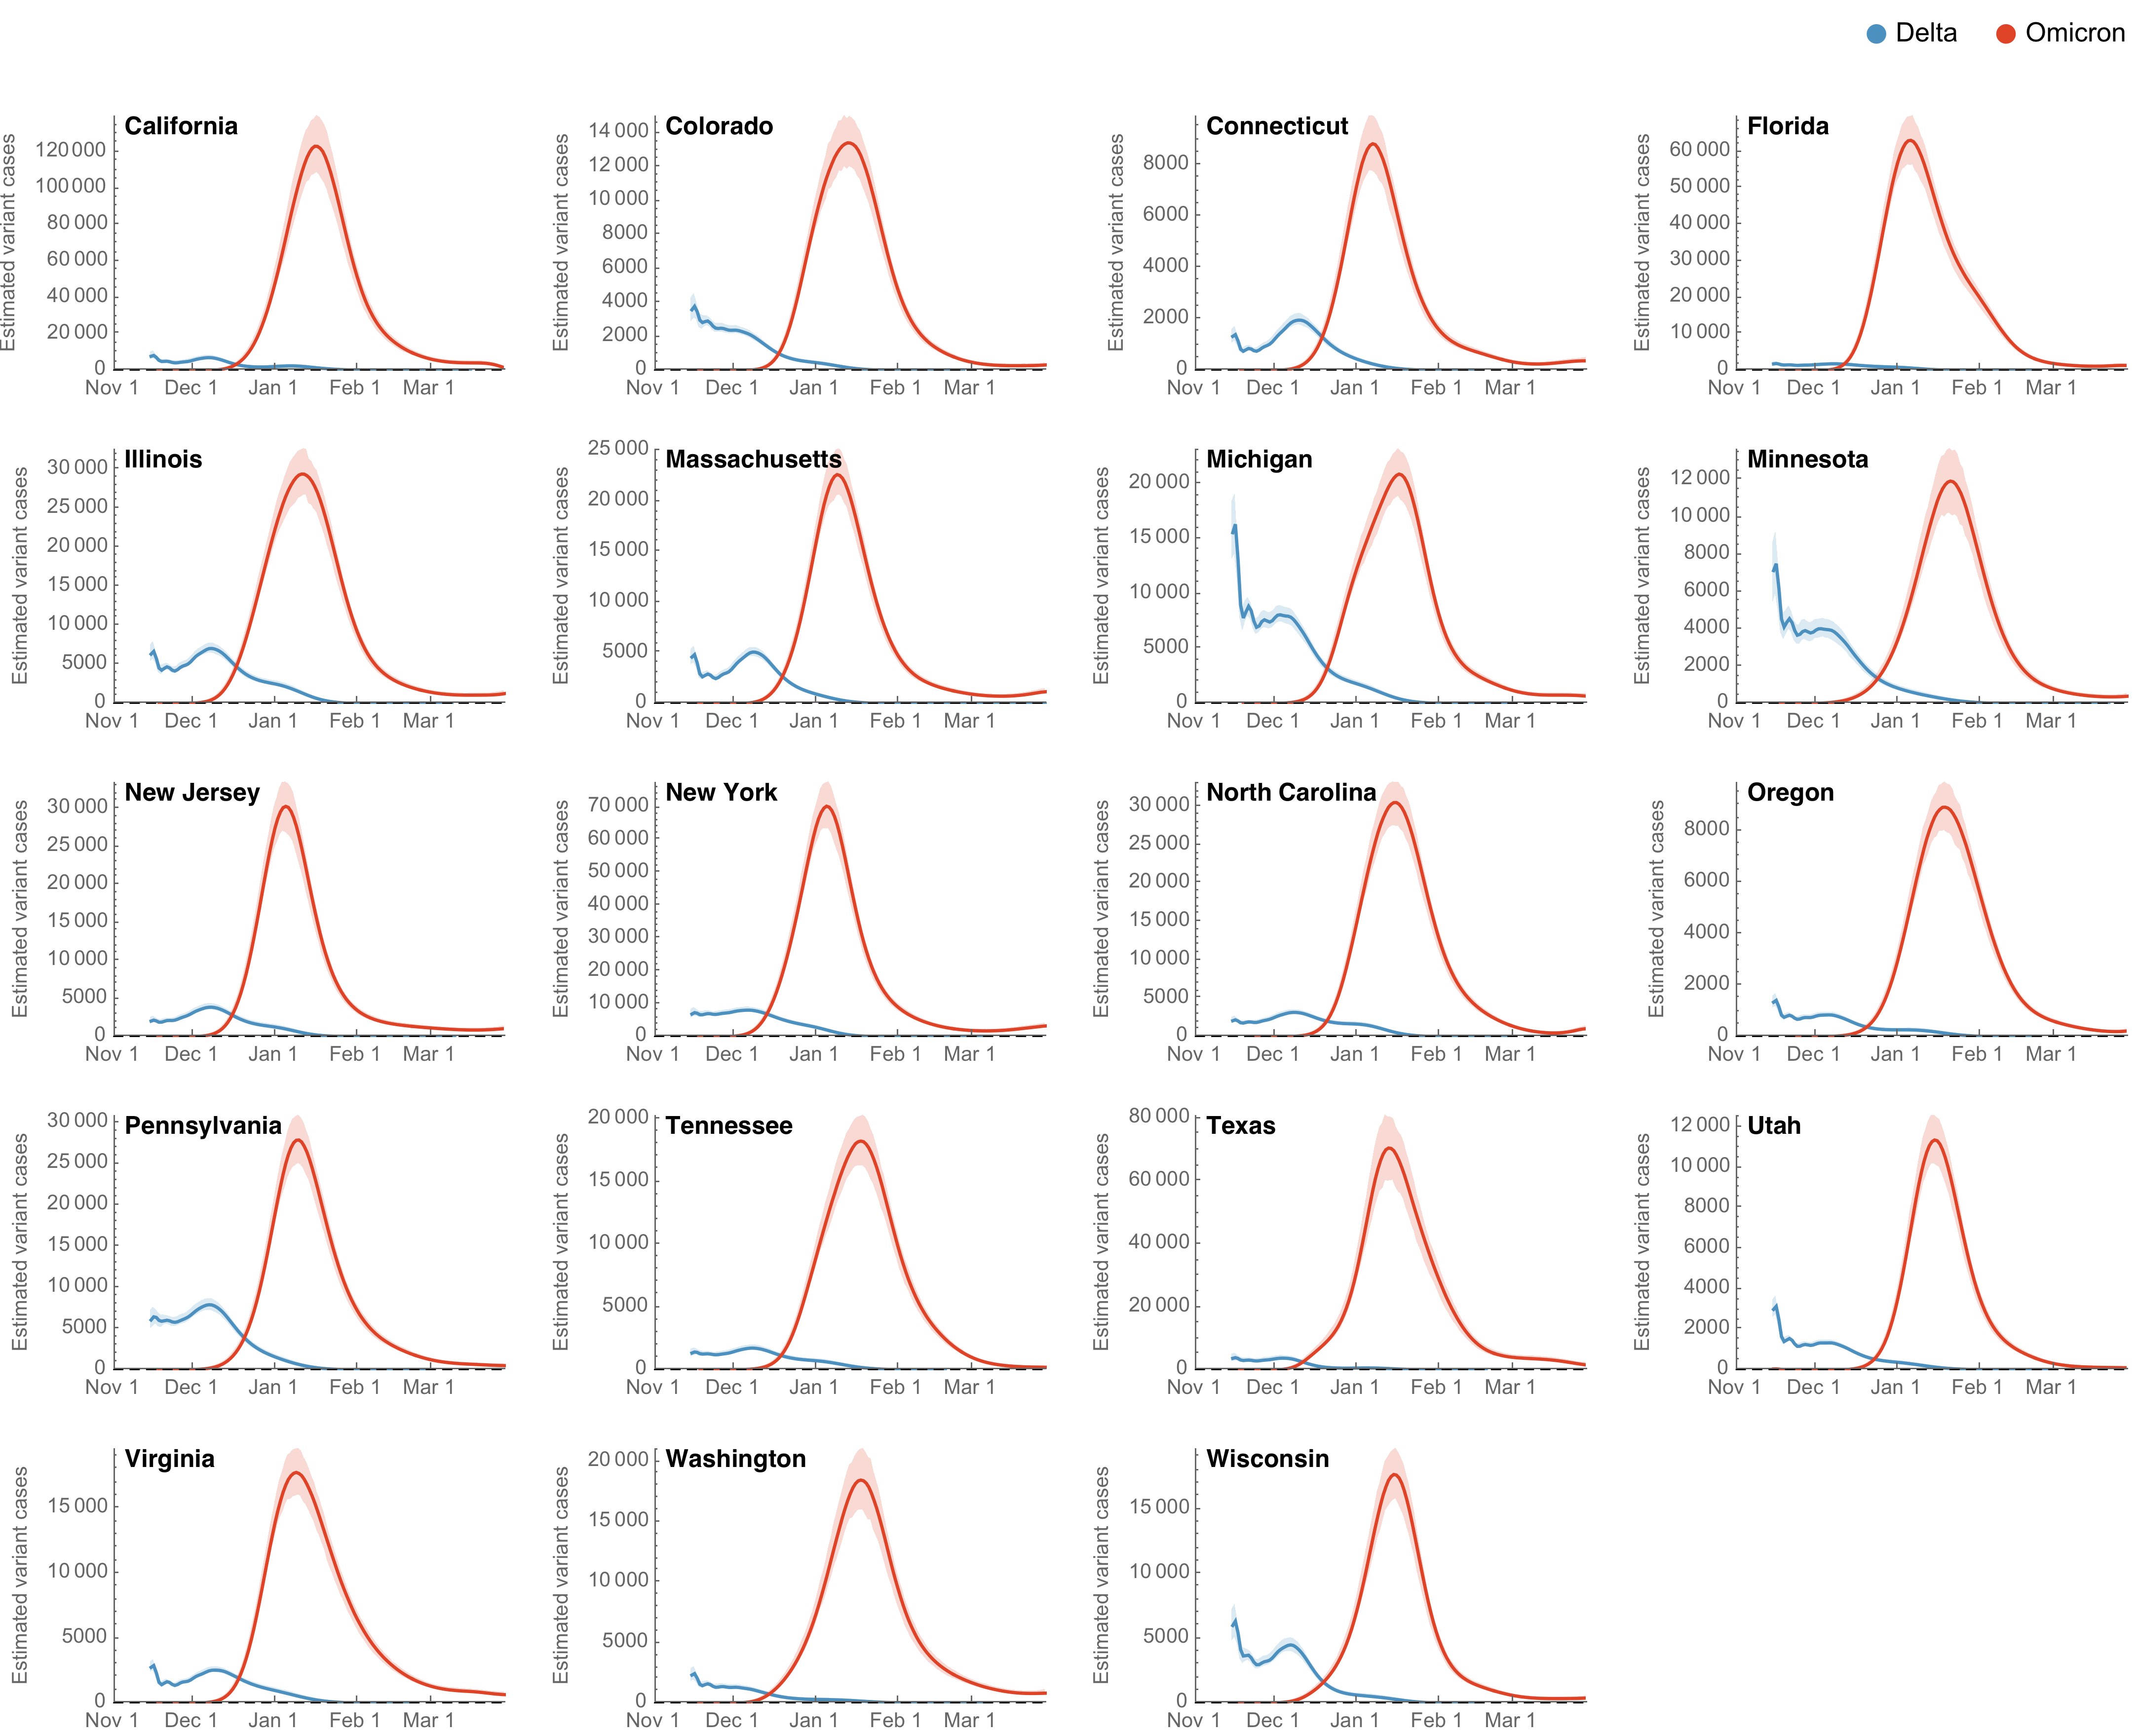 Delta Omicron
California
Estimated variant cases
120 000
100 000
80 000
60 000
40 000
20 000
0
Nov 1 Dec 1 Jan 1 Feb 1 Mar 1
Colorado
Estimated variant cases
14 000
12 000
10 000
8000
6000
4000
2000
0
Nov 1 Dec 1 Jan 1 Feb 1 Mar 1
Connecticut
Estimated variant cases
8000
6000
4000
2000
0
Nov 1 Dec 1 Jan 1 Feb 1 Mar 1
Florida
Estimated variant cases
60 000
50 000
40 000
30 000
20 000
10 000
0
Nov 1 Dec 1 Jan 1 Feb 1 Mar 1
Illinois
Estimated variant cases
30 000
25 000
20 000
15 000
10 000
5000
0
Nov 1 Dec 1 Jan 1 Feb 1 Mar 1
Massachusetts
Estimated variant cases
25 000
20 000
15 000
10 000
5000
0
Nov 1 Dec 1 Jan 1 Feb 1 Mar 1
Michigan
Estimated variant cases
20 000
15 000
10 000
5000
0
Nov 1 Dec 1 Jan 1 Feb 1 Mar 1
Minnesota
Estimated variant cases
12 000
10 000
8000
6000
4000
2000
0
Nov 1 Dec 1 Jan 1 Feb 1 Mar 1
New Jersey
Estimated variant cases
30 000
25 000
20 000
15 000
10 000
5000
0
Nov 1 Dec 1 Jan 1 Feb 1 Mar 1
New York
Estimated variant cases
70 000
60 000
50 000
40 000
30 000
20 000
10 000
0
Nov 1 Dec 1 Jan 1 Feb 1 Mar 1
North Carolina
Estimated variant cases
30 000
25 000
20 000
15 000
10 000
5000
0
Nov 1 Dec 1 Jan 1 Feb 1 Mar 1
Oregon
Estimated variant cases
8000
6000
4000
2000
0
Nov 1 Dec 1 Jan 1 Feb 1 Mar 1
Pennsylvania
Estimated variant cases
30 000
25 000
20 000
15 000
10 000
5000
0
Nov 1 Dec 1 Jan 1 Feb 1 Mar 1
Tennessee
Estimated variant cases
20 000
15 000
10 000
5000
0
Nov 1 Dec 1 Jan 1 Feb 1 Mar 1
Texas
Estimated variant cases
80 000
60 000
40 000
20 000
0
Nov 1 Dec 1 Jan 1 Feb 1 Mar 1
Utah
Estimated variant cases
12 000
10 000
8000
6000
4000
2000
0
Nov 1 Dec 1 Jan 1 Feb 1 Mar 1
Virginia
Estimated variant cases
15 000
10 000
5000
0
Nov 1 Dec 1 Jan 1 Feb 1 Mar 1
Washington
Estimated variant cases
20 000
15 000
10 000
5000
0
Nov 1 Dec 1 Jan 1 Feb 1 Mar 1
Wisconsin
Estimated variant cases
15 000
10 000
5000
0
Nov 1 Dec 1 Jan 1 Feb 1 Mar 1